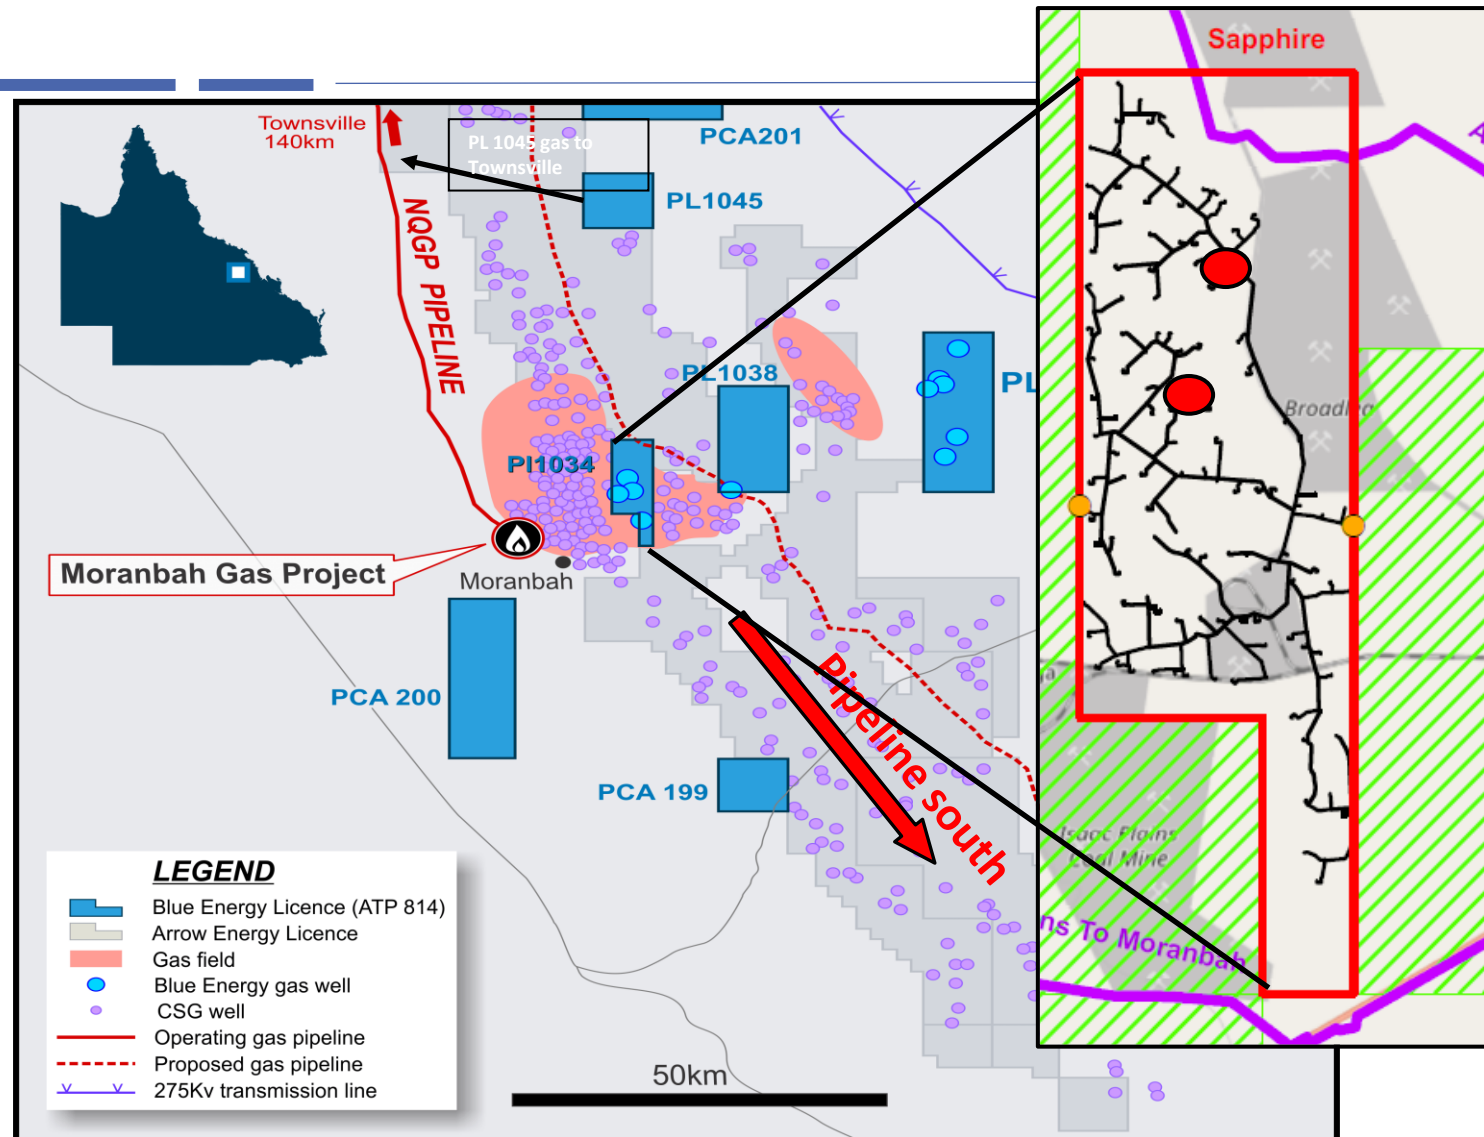 Sapphire
Townsville
140km
PL 1045 gas to
Townsville
PCA201
PL1045
NQGP PIPELINE
PL1038
PL
Broadlea
Pl1034
Moranbah Gas Project
Moranbah
PCA 200
Pipeline south
PCA 199
Isaac Plains
Coal Mine
ns To Moranbah
LEGEND
Blue Energy Licence (ATP 814)
Arrow Energy Licence
Gas field
Blue Energy gas well
CSG well
Operating gas pipeline
Proposed gas pipeline
275Kv transmission line
50km